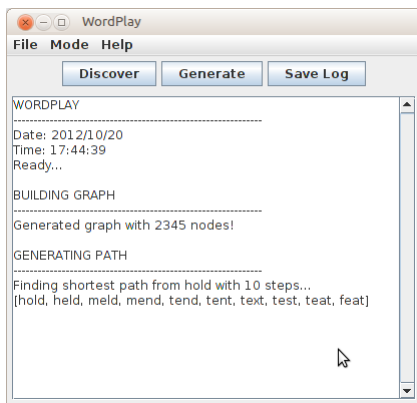 WordPlay
File Mode Help
Discover Generate Save Log
WORDPLAY
--------------------------------------------------------------
Date: 2012/10/20
Time: 17:44:39
Ready...
BUILDING GRAPH
--------------------------------------------------------------
Generated graph with 2345 nodes!
GENERATING PATH
--------------------------------------------------------------
Finding shortest path from hold with 10 steps...
[hold, held, meld, mend, tend, tent, text, test, teat, feat]